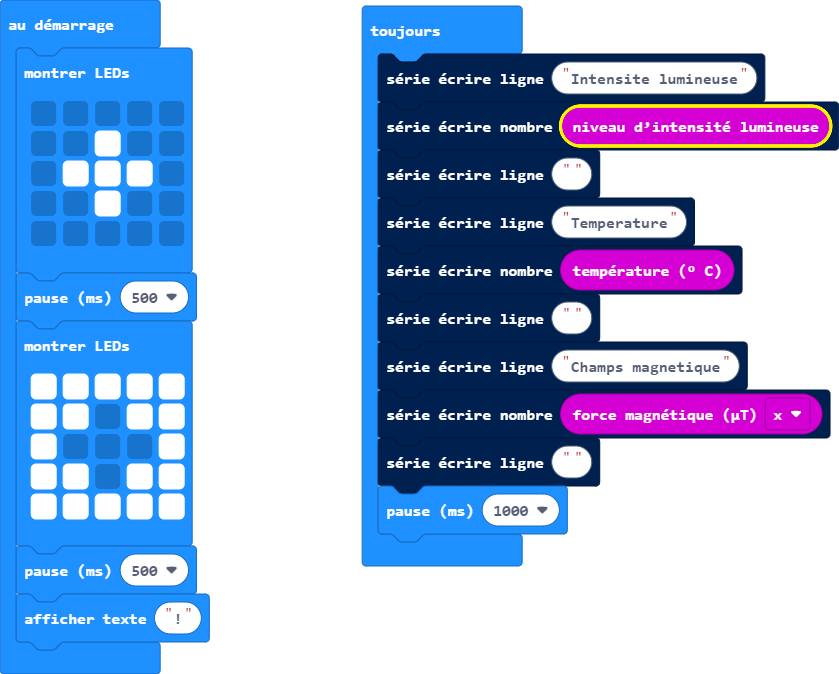 au démarrage
montrer LEDs
pause (ms) 500
montrer LEDs
pause (ms) 500
afficher texte "!"
toujours
série écrire ligne "Intensite lumineuse"
série écrire nombre niveau d’intensité lumineuse
série écrire ligne " "
série écrire ligne "Temperature"
série écrire nombre température (° C)
série écrire ligne " "
série écrire ligne "Champs magnetique"
série écrire nombre force magnétique (µT) x
série écrire ligne " "
pause (ms) 1000